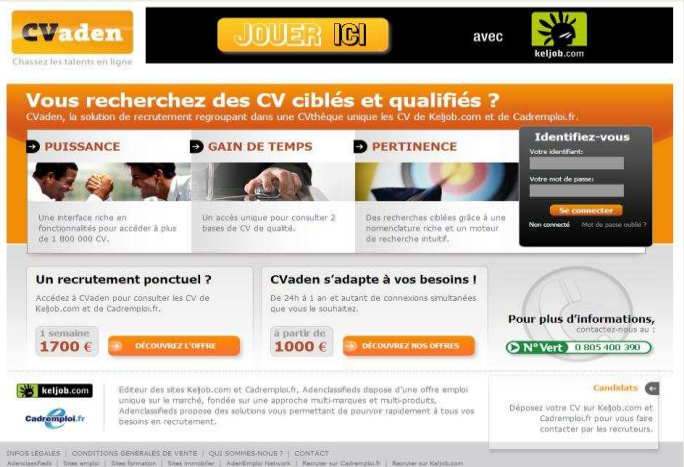 CVaden
Chassez les talents en ligne
JOUER ICI
avec
keljob.com
Vous recherchez des CV ciblés et qualifiés ?
CVaden, la solution de recrutement regroupant dans une CVthèque unique les CV de Keljob.com et de Cadremploi.fr.
PUISSANCE
Une interface riche en
fonctionnalités pour accéder à plus
de 1 800 000 CV.
GAIN DE TEMPS
Un accès unique pour consulter 2
bases de CV de qualité.
PERTINENCE
Des recherches ciblées grâce à une
nomenclature riche et un moteur
de recherche intuitif.
Identifiez-vous
Votre identifiant:
Votre mot de passe:
Se connecter
Non connecté
Mot de passe oublié ?
Un recrutement ponctuel ?
Accédez à CVaden pour consulter les CV de
Keljob.com et de Cadremploi.fr.
1 semaine
1700 €
DÉCOUVREZ L'OFFRE
CVaden s'adapte à vos besoins !
De 24h à 1 an et autant de connexions simultanées
que vous le souhaitez.
à partir de
1000 €
DÉCOUVREZ NOS OFFRES
Pour plus d'informations,
contactez-nous au :
N° Vert 0 805 400 390
keljob.com
Cadremploi.fr
Editeur des sites Keljob.com et Cadremploi.fr, Adenclassifieds dispose d'une offre emploi
unique sur le marché, fondée sur une approche multi-marques et multi-produits,
Adenclassifieds propose des solutions vous permettant de pourvoir rapidement à tous vos
besoins en recrutement.
Candidats
Déposez votre CV sur Keljob.com et
Cadremploi.fr pour vous faire
contacter par les recruteurs.
INFOS LEGALES | CONDITIONS GENERALES DE VENTE | QUI SOMMES-NOUS ? | CONTACT
Adenclassifieds | Sites emploi | Sites formation | Sites immobilier | AdenEmploi Network | Recruter sur Cadremploi.fr | Recruter sur Keljob.com